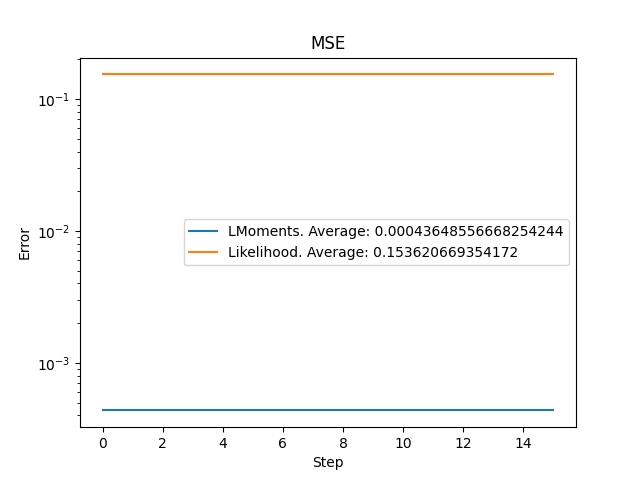 MSE
10⁻¹
10⁻²
10⁻³
Error
LMoments. Average: 0.00043648556668254244
Likelihood. Average: 0.153620669354172
0 2 4 6 8 10 12 14
Step